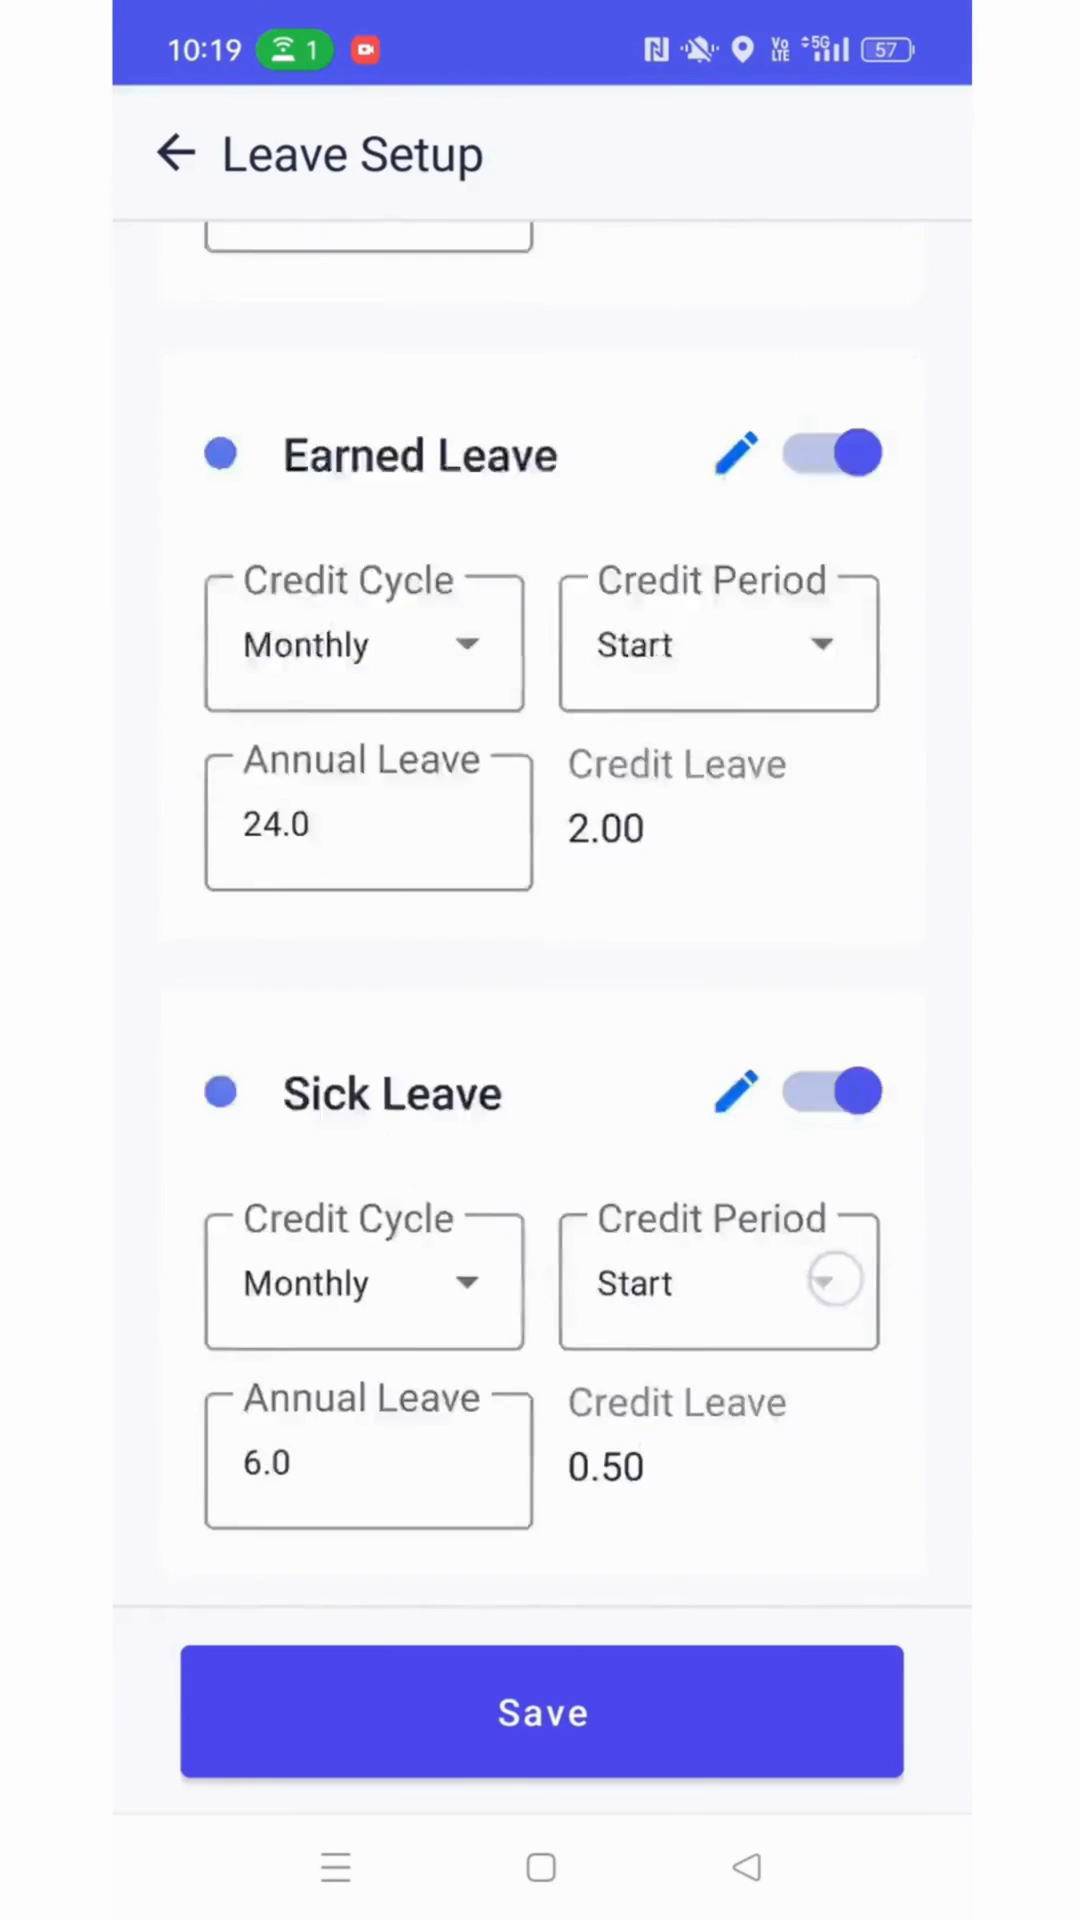 10:19 1 VoLTE 5G 57
Leave Setup
Earned Leave
Credit Cycle Credit Period
Monthly Start
Annual Leave Credit Leave
24.0 2.00
Sick Leave
Credit Cycle Credit Period
Monthly Start
Annual Leave Credit Leave
6.0 0.50
Save